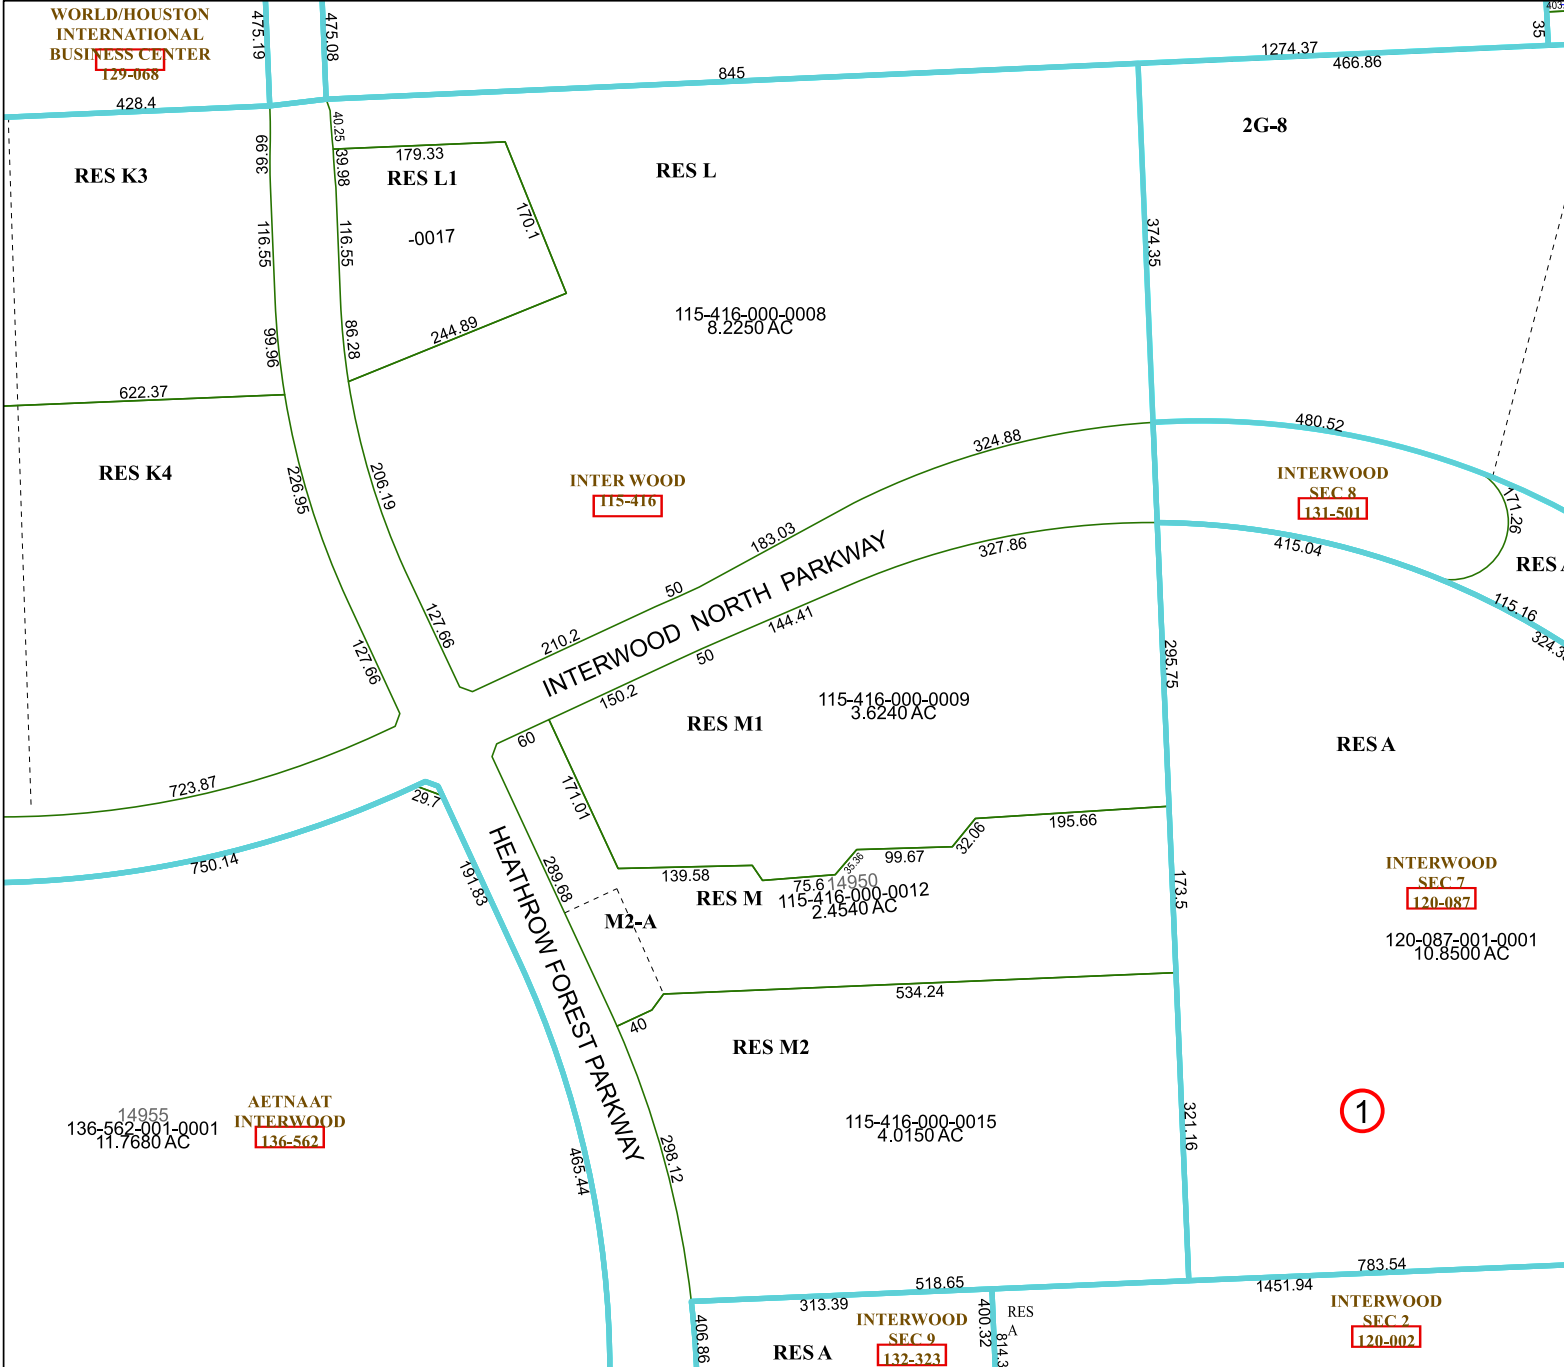 WORLD/HOUSTON
INTERNATIONAL
BUSINESS CENTER
129-068
475.19
475.08
428.4
845
1274.37
466.86
35
2G-8
40.25
39.98
39.99
179.33
RES L1
RES L
RES K3
-0017
170.1
116.55
116.55
374.35
115-416-000-0008
8.2250 AC
244.89
86.28
99.96
622.37
480.52
324.88
RES K4
226.95
206.19
INTER WOOD
115-416
INTERWOOD
SEC 8
131-501
171.26
183.03
327.86
415.04
RES A
INTERWOOD NORTH PARKWAY
50
144.41
115.16
127.66
127.66
210.2
50
150.2
295.75
324.3
115-416-000-0009
3.6240 AC
RES M1
60
RES A
723.87
171.01
29.7
195.66
32.06
99.67
35.36
750.14
191.83
HEATHROW FOREST PARKWAY
289.68
139.58
75.6
14950
115-416-000-0012
2.4540 AC
RES M
M2-A
173.5
INTERWOOD
SEC 7
120-087
120-087-001-0001
10.8500 AC
534.24
40
RES M2
14955
136-562-001-0001
11.7680 AC
AETNAAT
INTERWOOD
136-562
115-416-000-0015
4.0150 AC
321.16
1
465.44
298.12
783.54
1451.94
518.65
313.39
406.86
400.32
814.3
RES
A
INTERWOOD
SEC 9
132-323
RES A
INTERWOOD
SEC 2
120-002